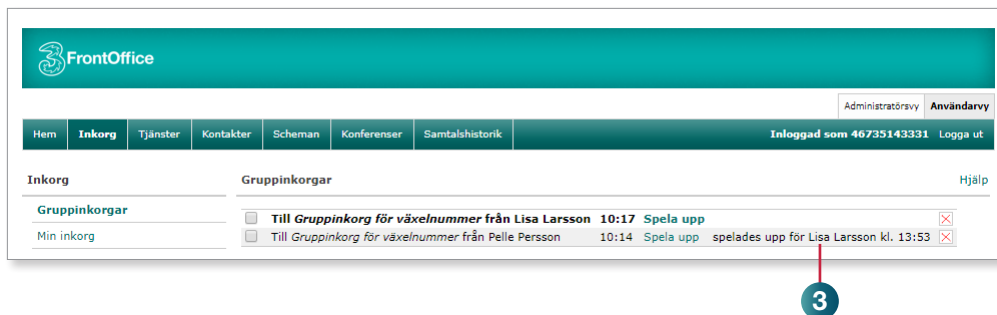 3FrontOffice
Administratörsvy Användarvy
Hem Inkorg Tjänster Kontakter Scheman Konferenser Samtalshistorik Inloggad som 46735143331 Logga ut
Inkorg Gruppinkorgar Hjälp
Gruppinkorgar
Till Gruppinkorg för växelnummer från Lisa Larsson 10:17 Spela upp
Min inkorg
Till Gruppinkorg för växelnummer från Pelle Persson 10:14 Spela upp spelades upp för Lisa Larsson kl. 13:53
3